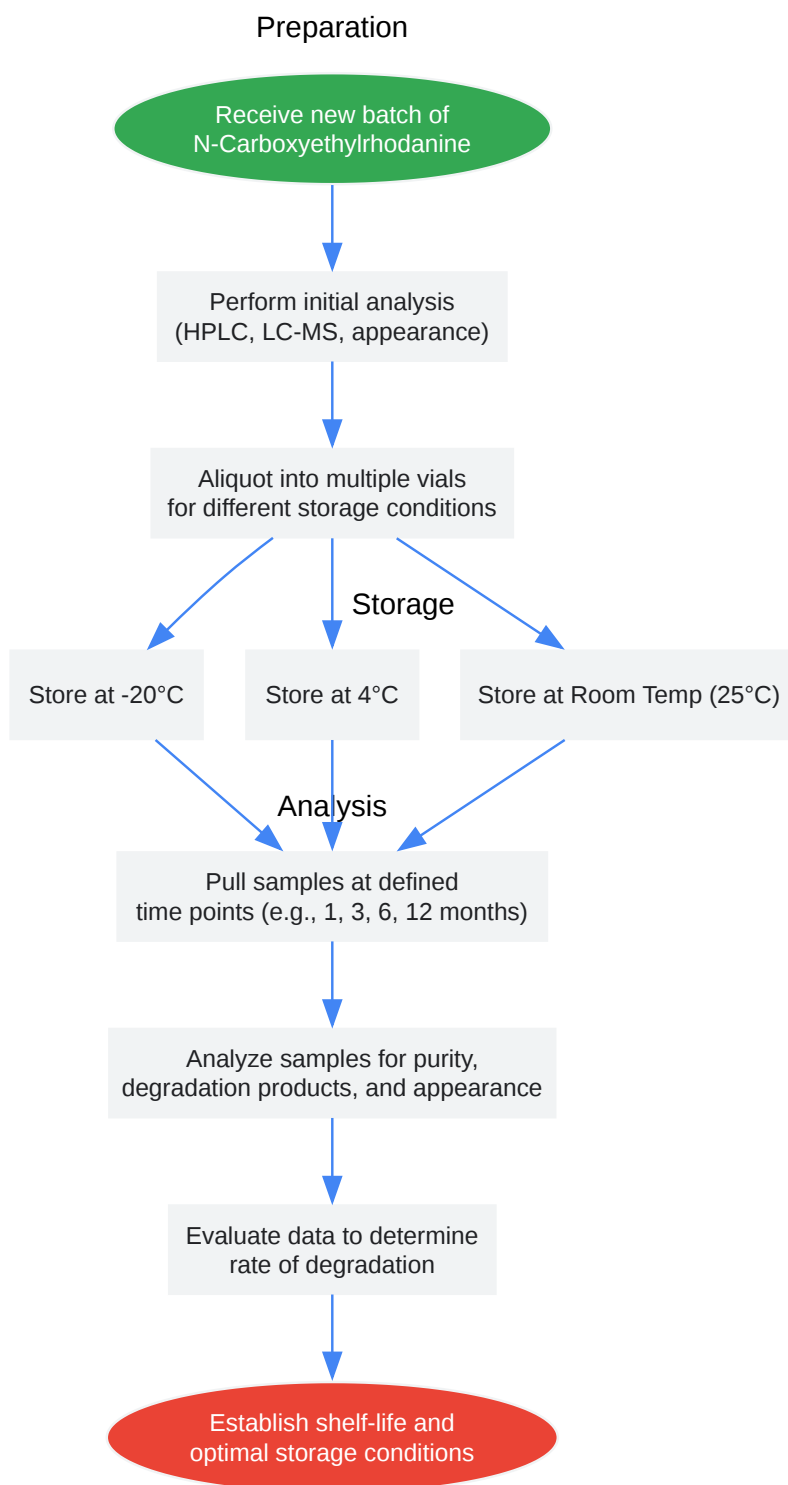 Preparation
Receive new batch of
N-Carboxyethylrhodanine
Perform initial analysis
(HPLC, LC-MS, appearance)
Aliquot into multiple vials
for different storage conditions
Storage
Store at -20°C
Store at 4°C
Store at Room Temp (25°C)
Analysis
Pull samples at defined
time points (e.g., 1, 3, 6, 12 months)
Analyze samples for purity,
degradation products, and appearance
Evaluate data to determine
rate of degradation
Establish shelf-life and
optimal storage conditions